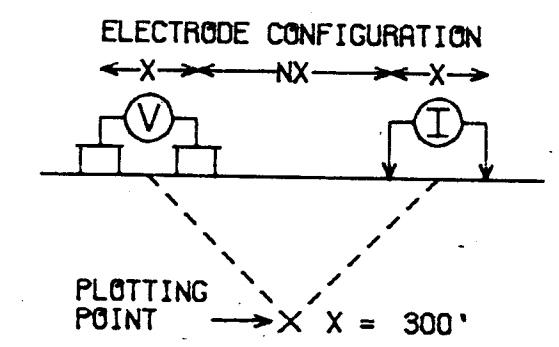 ELECTRODE CONFIGURATION
X NX X
V I
PLOTTING
POINT X = 300'